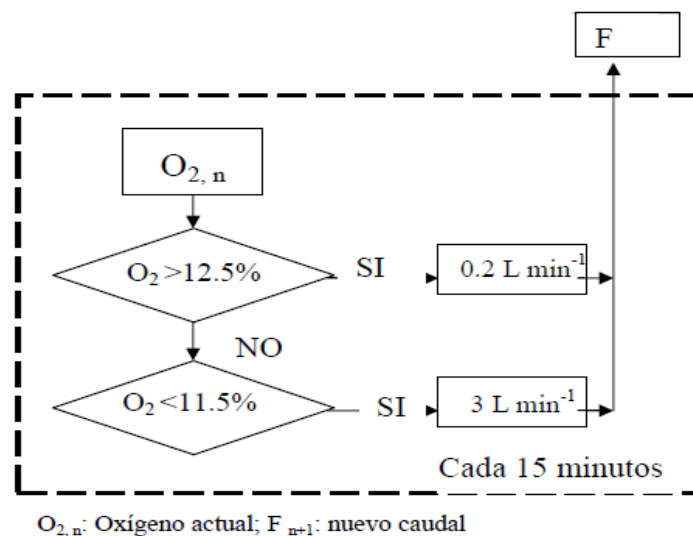 F
O2, n
O2 >12.5%
SI
0.2 L min-1
NO
O2 <11.5%
SI
3 L min-1
Cada 15 minutos
O2, n: Oxígeno actual; F n+1: nuevo caudal